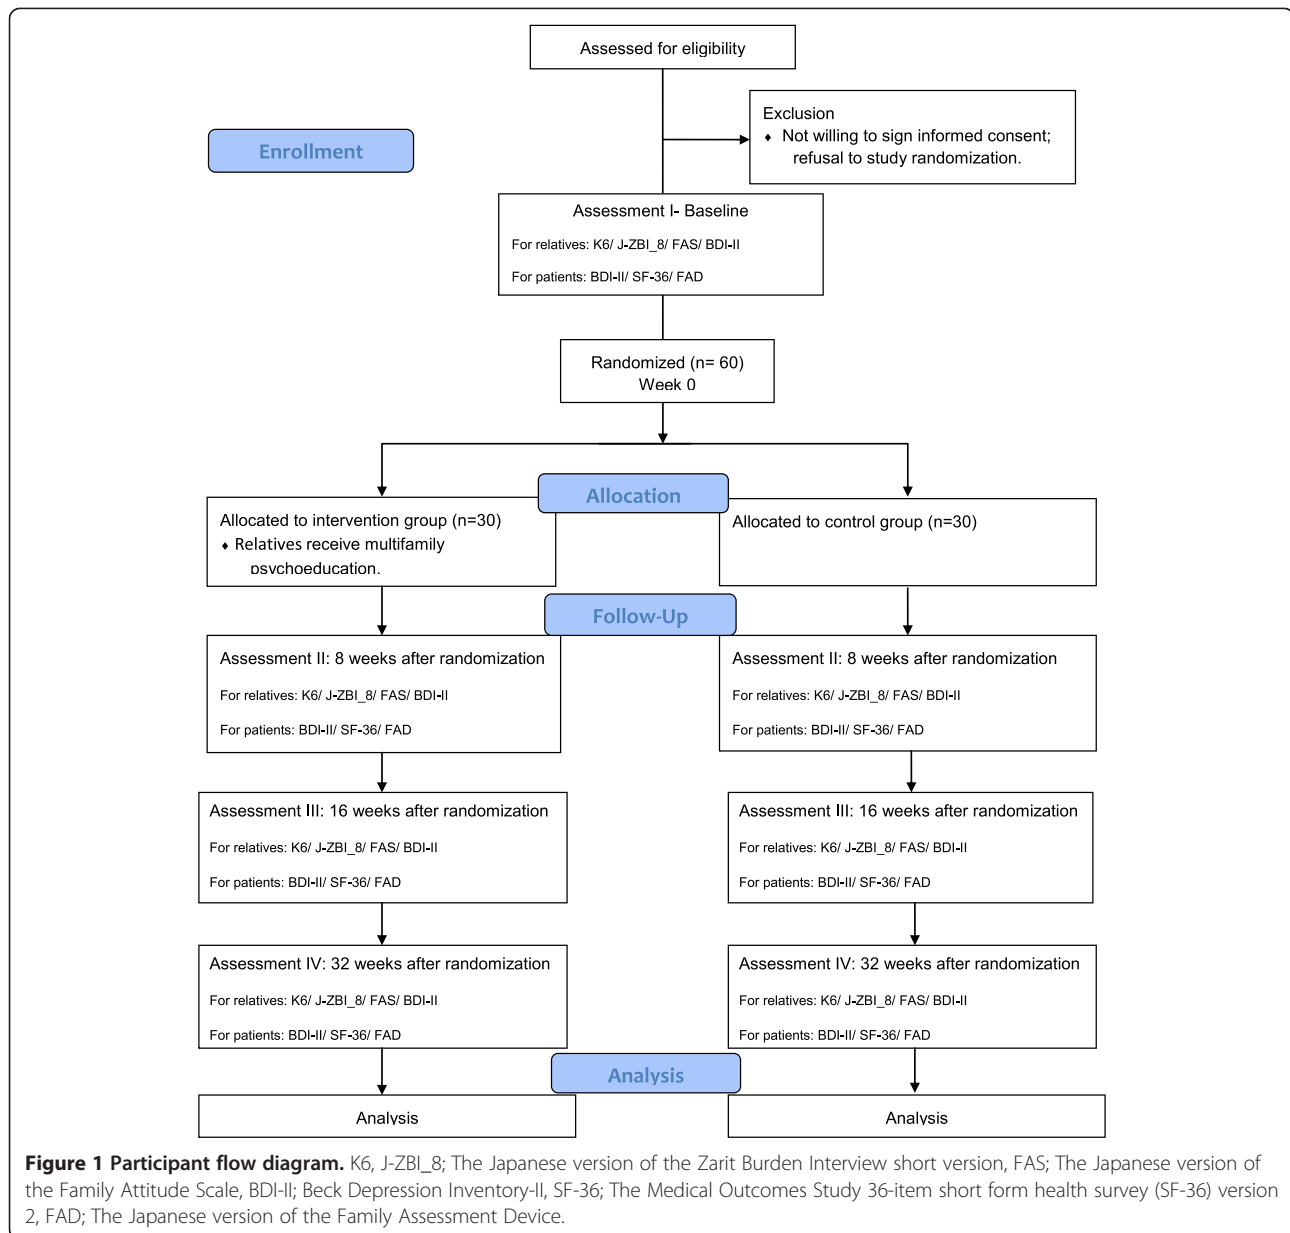 Assessed for eligibility
Exclusion
♦ Not willing to sign informed consent;
refusal to study randomization.
Enrollment
Assessment I- Baseline
For relatives: K6/ J-ZBI_8/ FAS/ BDI-II
For patients: BDI-II/ SF-36/ FAD
Randomized (n= 60)
Week 0
Allocation
Allocated to intervention group (n=30)
♦ Relatives receive multifamily
psychoeducation.
Allocated to control group (n=30)
Follow-Up
Assessment II: 8 weeks after randomization
For relatives: K6/ J-ZBI_8/ FAS/ BDI-II
For patients: BDI-II/ SF-36/ FAD
Assessment II: 8 weeks after randomization
For relatives: K6/ J-ZBI_8/ FAS/ BDI-II
For patients: BDI-II/ SF-36/ FAD
Assessment III: 16 weeks after randomization
For relatives: K6/ J-ZBI_8/ FAS/ BDI-II
For patients: BDI-II/ SF-36/ FAD
Assessment III: 16 weeks after randomization
For relatives: K6/ J-ZBI_8/ FAS/ BDI-II
For patients: BDI-II/ SF-36/ FAD
Assessment IV: 32 weeks after randomization
For relatives: K6/ J-ZBI_8/ FAS/ BDI-II
For patients: BDI-II/ SF-36/ FAD
Assessment IV: 32 weeks after randomization
For relatives: K6/ J-ZBI_8/ FAS/ BDI-II
For patients: BDI-II/ SF-36/ FAD
Analysis
Analysis
Analysis
Figure 1 Participant flow diagram. K6, J-ZBI_8; The Japanese version of the Zarit Burden Interview short version, FAS; The Japanese version of
the Family Attitude Scale, BDI-II; Beck Depression Inventory-II, SF-36; The Medical Outcomes Study 36-item short form health survey (SF-36) version
2, FAD; The Japanese version of the Family Assessment Device.